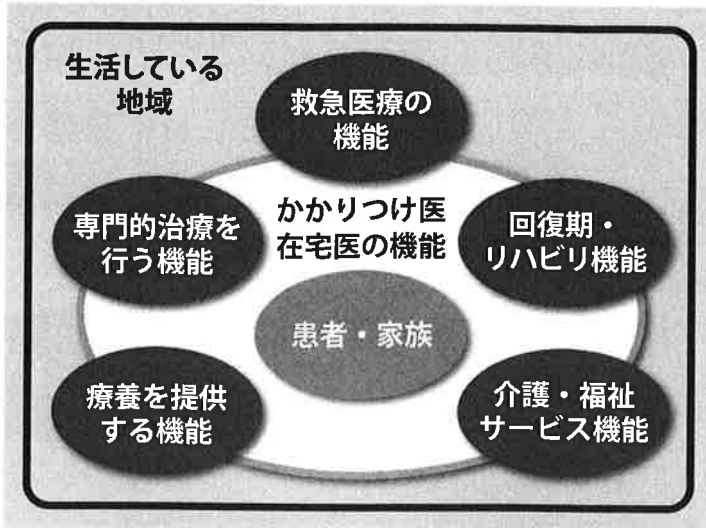 生活している
地域
救急医療の
機能
かかりつけ医
在宅医の機能
専門的治療を
行う機能
回復期・
リハビリ機能
患者・家族
療養を提供
する機能
介護・福祉
サービス機能